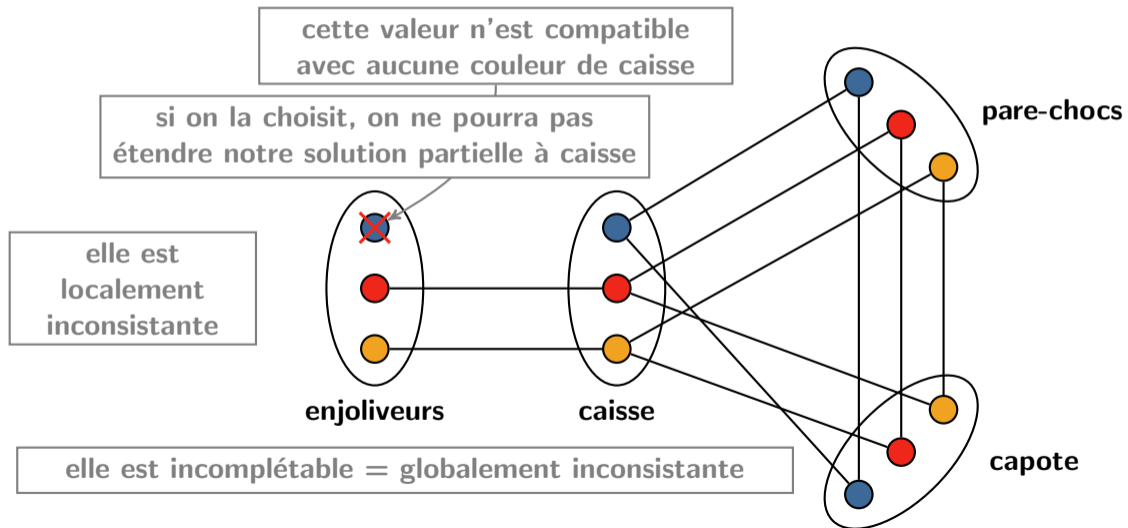 cette valeur n'est compatible
avec aucune couleur de caisse
si on la choisit, on ne pourra pas
étendre notre solution partielle à caisse
pare-chocs
elle est
localement
inconsistante
enjoliveurs
caisse
capote
elle est incomplétable = globalement inconsistante